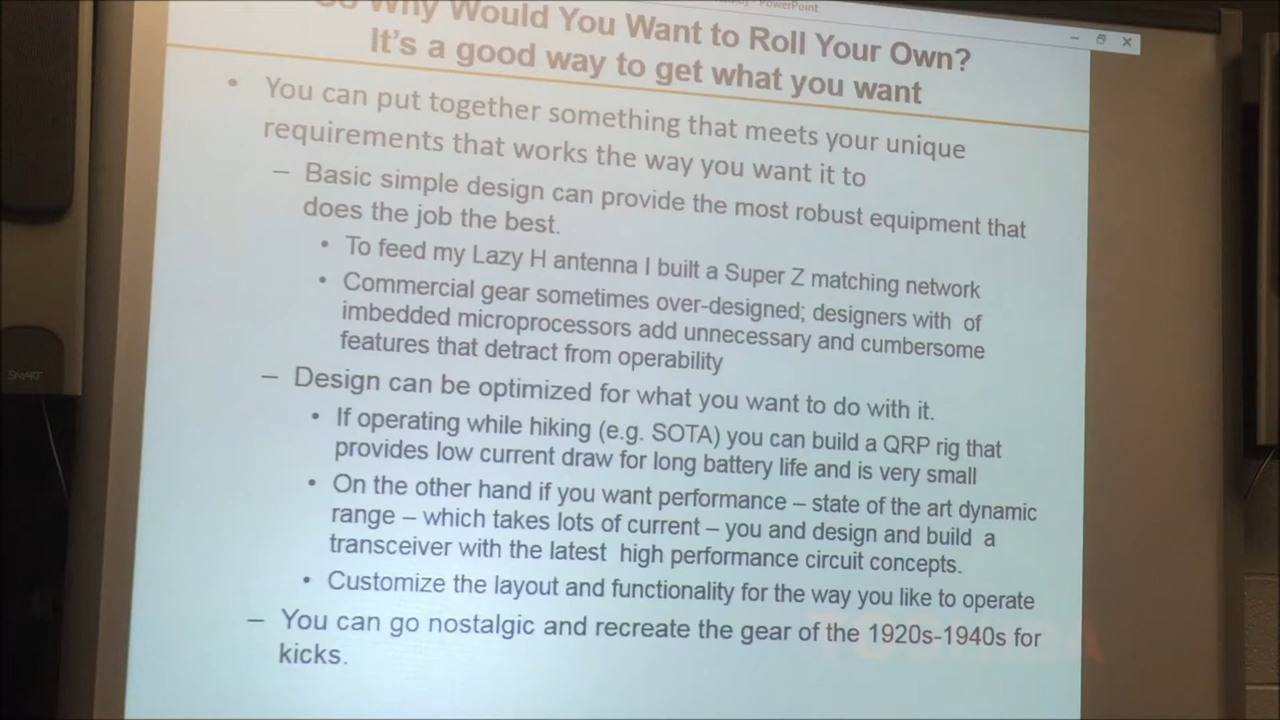 So Why Would You Want to Roll Your Own?
It's a good way to get what you want
• You can put together something that meets your unique
requirements that works the way you want it to
– Basic simple design can provide the most robust equipment that
does the job the best.
• To feed my Lazy H antenna I built a Super Z matching network
• Commercial gear sometimes over-designed; designers with of
imbedded microprocessors add unnecessary and cumbersome
features that detract from operability
– Design can be optimized for what you want to do with it.
• If operating while hiking (e.g. SOTA) you can build a QRP rig that
provides low current draw for long battery life and is very small
• On the other hand if you want performance – state of the art dynamic
range – which takes lots of current – you and design and build a
transceiver with the latest high performance circuit concepts.
• Customize the layout and functionality for the way you like to operate
– You can go nostalgic and recreate the gear of the 1920s-1940s for
kicks.
- PowerPoint
SMART